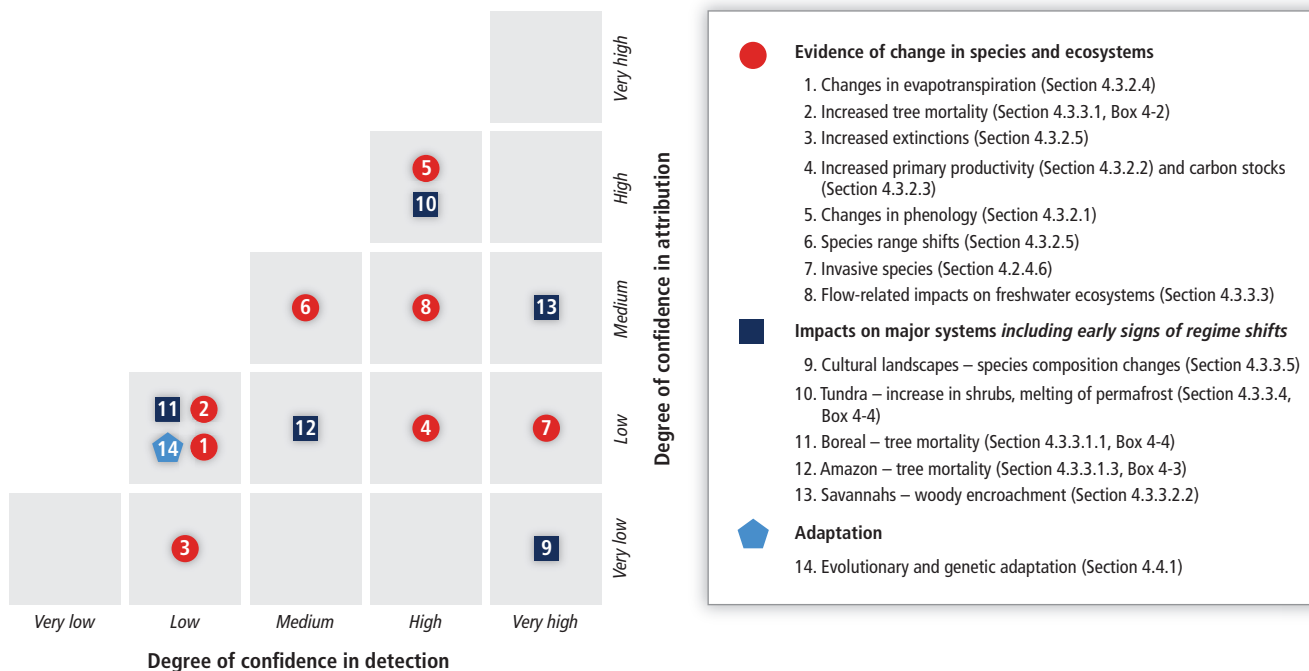 Very high
5
10
High
6
8
13
Medium
11
2
14
1
12
4
7
Low
3
9
Very low
Degree of confidence in attribution
Very low
Low
Medium
High
Very high
Degree of confidence in detection
Evidence of change in species and ecosystems
1. Changes in evapotranspiration (Section 4.3.2.4)
2. Increased tree mortality (Section 4.3.3.1, Box 4-2)
3. Increased extinctions (Section 4.3.2.5)
4. Increased primary productivity (Section 4.3.2.2) and carbon stocks
(Section 4.3.2.3)
5. Changes in phenology (Section 4.3.2.1)
6. Species range shifts (Section 4.3.2.5)
7. Invasive species (Section 4.2.4.6)
8. Flow-related impacts on freshwater ecosystems (Section 4.3.3.3)
Impacts on major systems including early signs of regime shifts
9. Cultural landscapes – species composition changes (Section 4.3.3.5)
10. Tundra – increase in shrubs, melting of permafrost (Section 4.3.3.4,
Box 4-4)
11. Boreal – tree mortality (Section 4.3.3.1.1, Box 4-4)
12. Amazon – tree mortality (Section 4.3.3.1.3, Box 4-3)
13. Savannahs – woody encroachment (Section 4.3.3.2.2)
Adaptation
14. Evolutionary and genetic adaptation (Section 4.4.1)